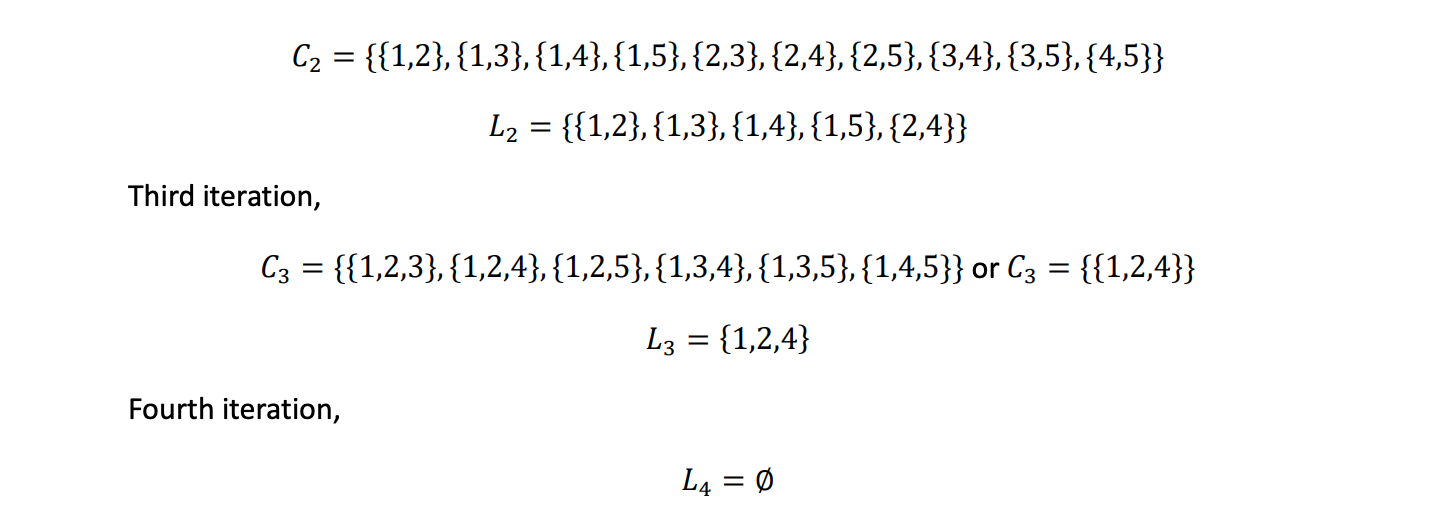 C₂ = {{1,2}, {1,3}, {1,4}, {1,5}, {2,3}, {2,4}, {2,5}, {3,4}, {3,5}, {4,5}}
L₂ = {{1,2}, {1,3}, {1,4}, {1,5}, {2,4}}
Third iteration,
C₃ = {{1,2,3}, {1,2,4}, {1,2,5}, {1,3,4}, {1,3,5}, {1,4,5}} or C₃ = {{1,2,4}}
L₃ = {1,2,4}
Fourth iteration,
L₄ = ∅